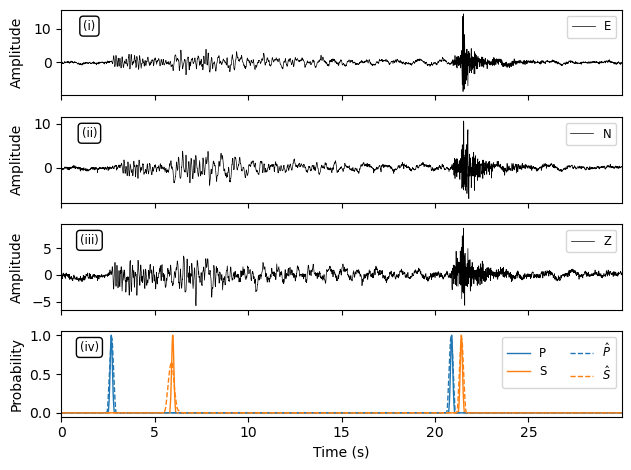 (i)
E
Amplitude
10
0
(ii)
N
Amplitude
10
0
(iii)
Z
Amplitude
5
0
−5
(iv)
P
S
P̂
Ŝ
Probability
1.0
0.5
0.0
0 5 10 15 20 25
Time (s)